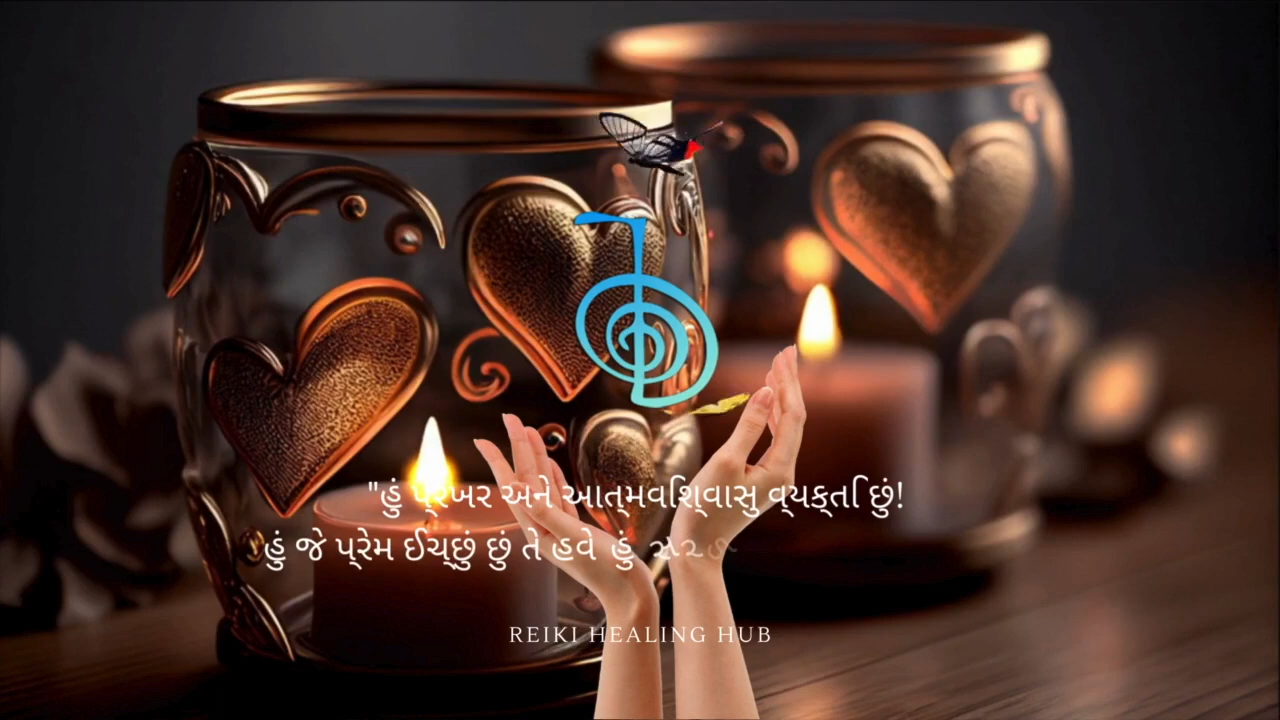 "હું પ્રખર અને આત્મવિશ્વાસુ વ્યક્તિ છું!
હું જે પ્રેમ ઈચ્છું છું તે હવે હું
REIKI HEALING HUB